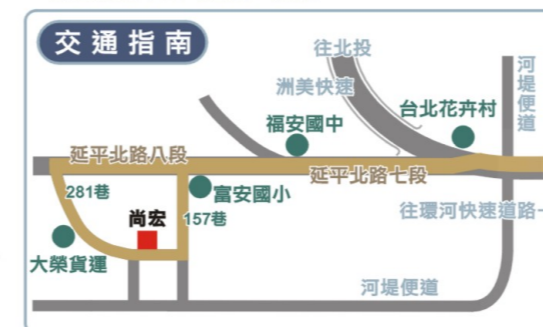 交通指南
往北投
洲美快速
河堤便道
台北花卉村
福安國中
延平北路八段
延平北路七段
281巷
富安國小
157巷
尚宏
往環河快速道路
大榮貨運
河堤便道